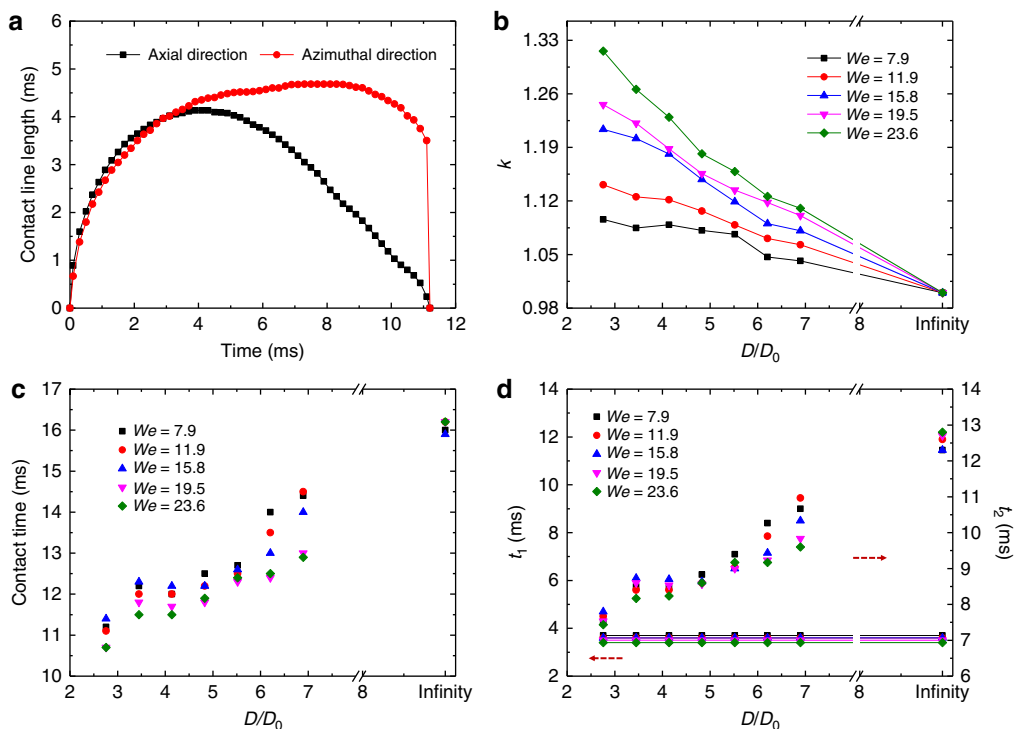 a
Axial direction
Azimuthal direction
Contact line length (ms)
6
5
4
3
2
1
0
0 2 4 6 8 10 12
Time (ms)
b
We = 7.9
We = 11.9
We = 15.8
We = 19.5
We = 23.6
k
1.33
1.26
1.19
1.12
1.05
0.98
2 3 4 5 6 7 8 Infinity
D/D0
c
We = 7.9
We = 11.9
We = 15.8
We = 19.5
We = 23.6
Contact time (ms)
17
16
15
14
13
12
11
10
2 3 4 5 6 7 8 Infinity
D/D0
d
We = 7.9
We = 11.9
We = 15.8
We = 19.5
We = 23.6
t1 (ms)
14
12
10
8
6
4
2
14
13
12
11
10
9
8
7
6
t2 (ms)
2 3 4 5 6 7 8 Infinity
D/D0